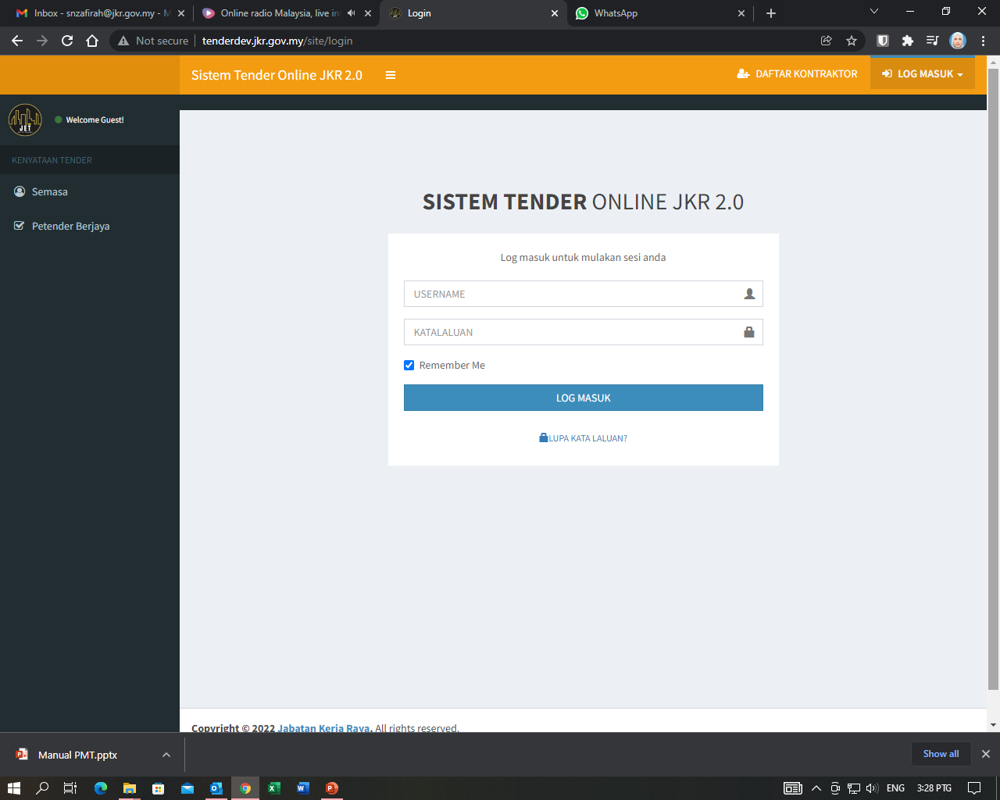 Inbox - snzafirah@jkr.gov.my - M
Online radio Malaysia, live in
Login
WhatsApp
Not secure
tenderdev.jkr.gov.my/site/login
Sistem Tender Online JKR 2.0
DAFTAR KONTRAKTOR
LOG MASUK
JET
Welcome Guest!
KENYATAAN TENDER
Semasa
Petender Berjaya
SISTEM TENDER ONLINE JKR 2.0
Log masuk untuk mulakan sesi anda
USERNAME
KATALALUAN
Remember Me
LOG MASUK
LUPA KATA LALUAN?
Copyright © 2022 Jabatan Kerja Raya. All rights reserved.
Manual PMT.pptx
Show all
ENG
3:28 PTG